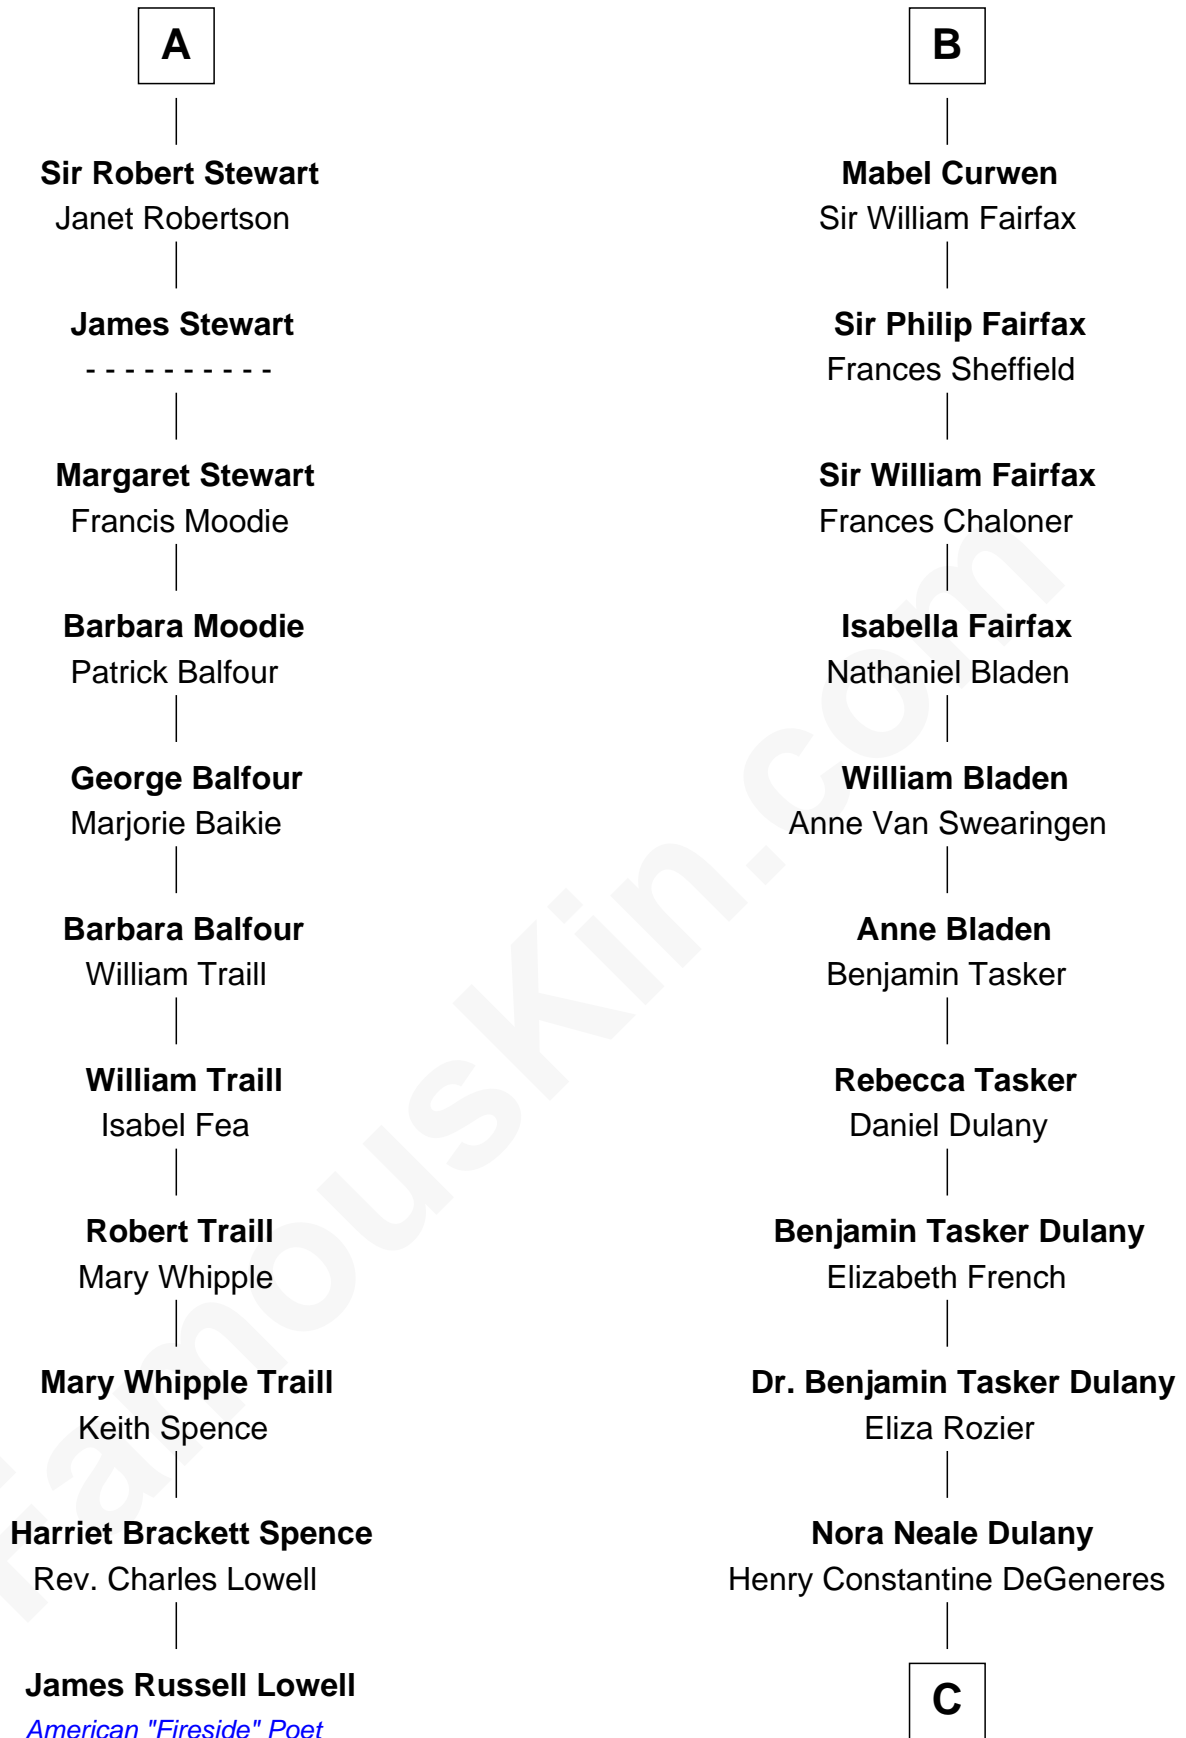 A
Sir Robert Stewart
Janet Robertson
James Stewart
- - - - - - - - - -
Margaret Stewart
Francis Moodie
Barbara Moodie
Patrick Balfour
George Balfour
Marjorie Baikie
Barbara Balfour
William Traill
William Traill
Isabel Fea
Robert Traill
Mary Whipple
Mary Whipple Traill
Keith Spence
Harriet Brackett Spence
Rev. Charles Lowell
James Russell Lowell
American "Fireside" Poet
B
Mabel Curwen
Sir William Fairfax
Sir Philip Fairfax
Frances Sheffield
Sir William Fairfax
Frances Chaloner
Isabella Fairfax
Nathaniel Bladen
William Bladen
Anne Van Swearingen
Anne Bladen
Benjamin Tasker
Rebecca Tasker
Daniel Dulany
Benjamin Tasker Dulany
Elizabeth French
Dr. Benjamin Tasker Dulany
Eliza Rozier
Nora Neale Dulany
Henry Constantine DeGeneres
C
FamousKin.com